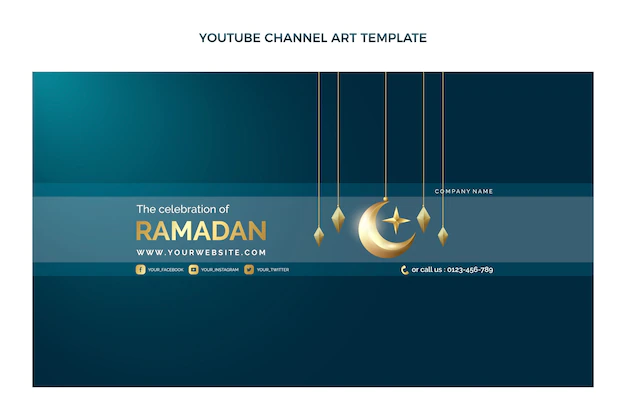 YOUTUBE CHANNEL ART TEMPLATE
COMPANY NAME
The celebration of
RAMADAN
WWW.YOURWEBSITE.COM
YOUR_FACEBOOK YOUR_INSTAGRAM YOUR_TWITTER
or call us : 0123-456-789